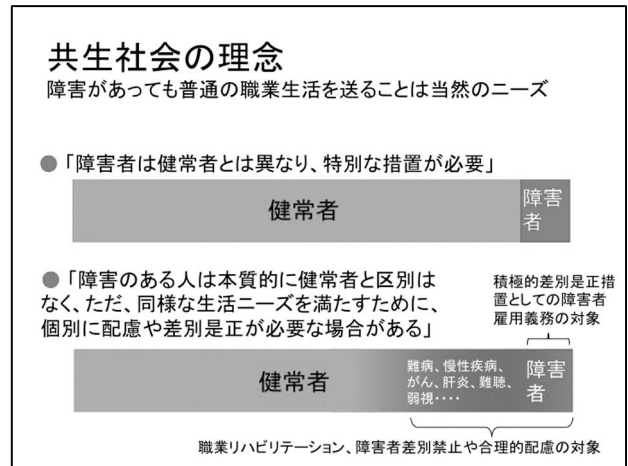 共生社会の理念
障害があっても普通の職業生活を送ることは当然のニーズ
●「障害者は健常者とは異なり、特別な措置が必要」
健常者
障害
者
●「障害のある人は本質的に健常者と区別は
なく、ただ、同様な生活ニーズを満たすために、
個別に配慮や差別是正が必要な場合がある」
積極的差別是正措
置としての障害者
雇用義務の対象
健常者
難病、慢性疾病、
がん、肝炎、難聴、
弱視・・・・
障害
者
職業リハビリテーション、障害者差別禁止や合理的配慮の対象